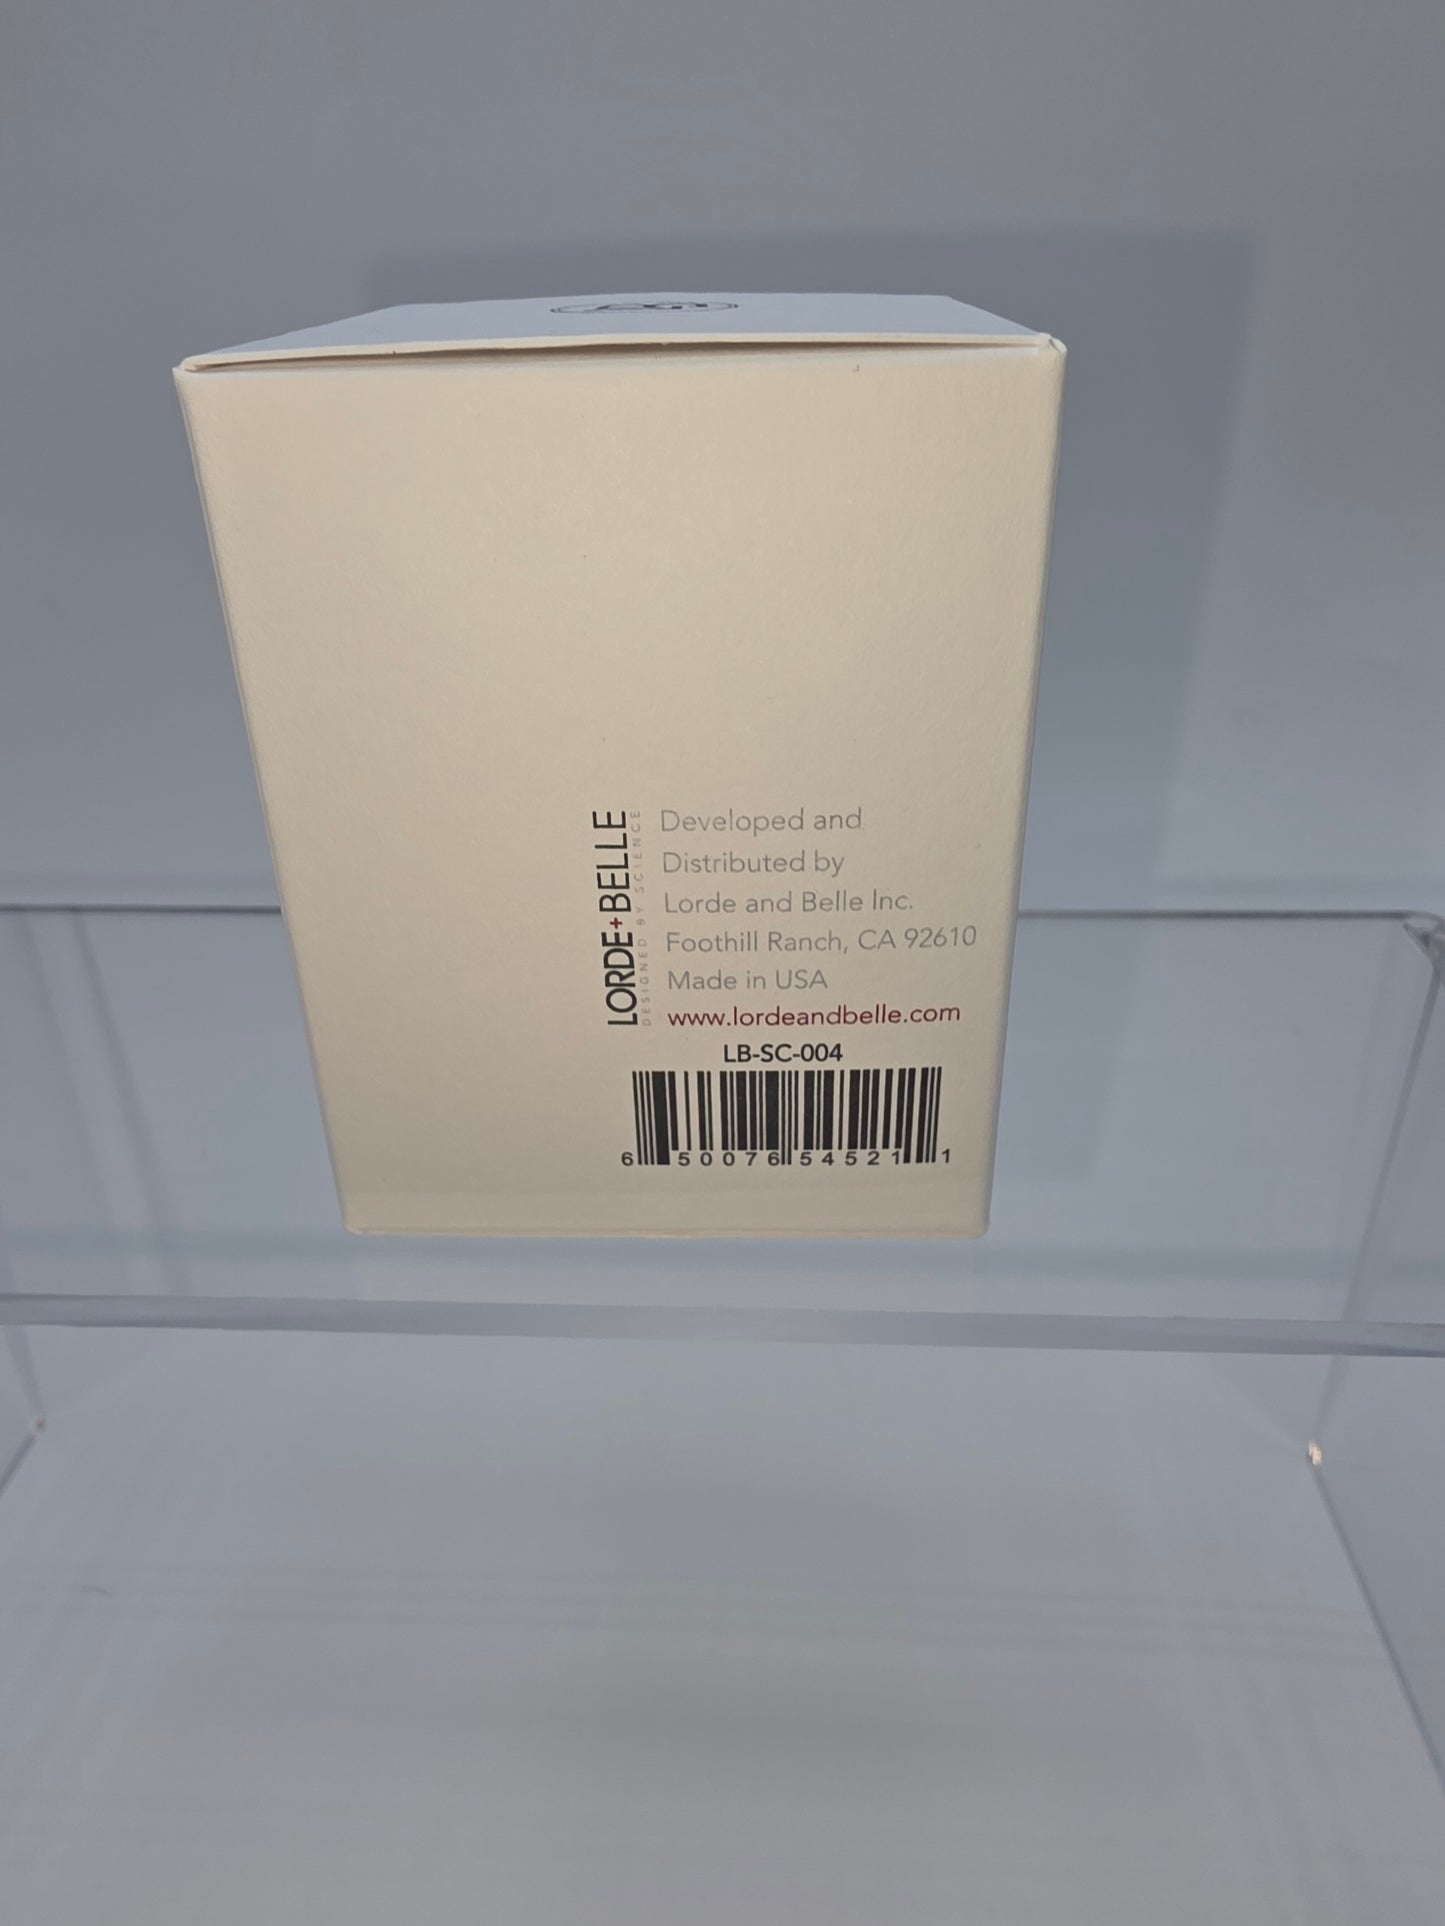 LORDE+BELLE
DESIGNED BY SCIENCE
Developed and
Distributed by
Lorde and Belle Inc.
Foothill Ranch, CA 92610
Made in USA
www.lordeandbelle.com
LB-SC-004
6 50076 54521 1